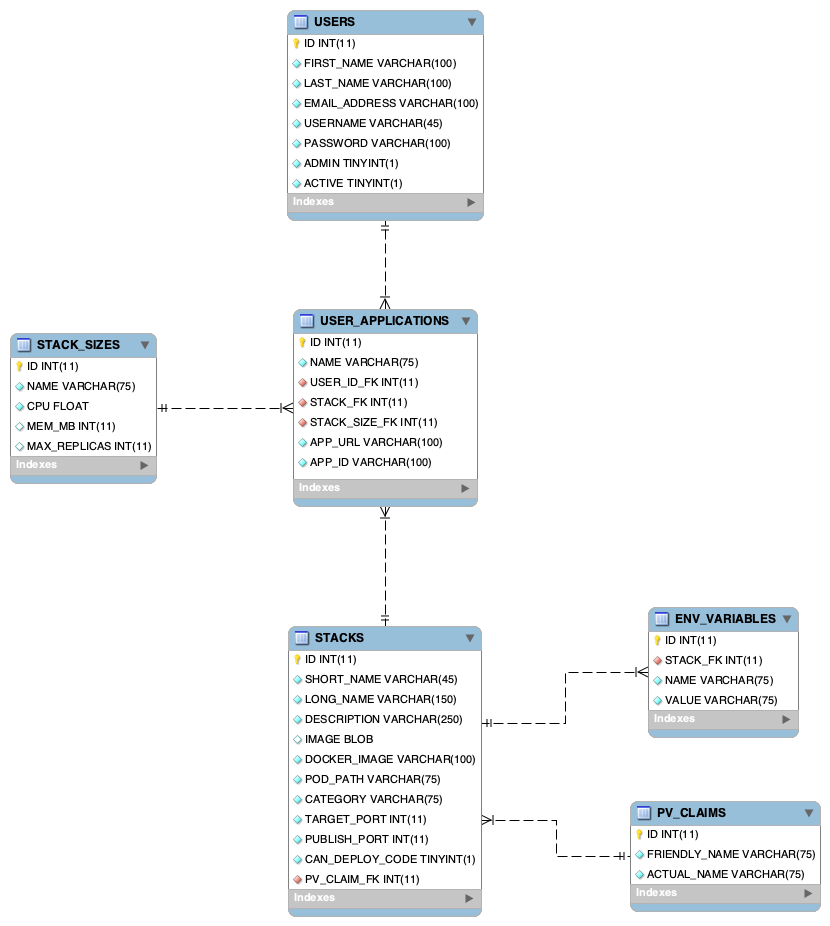 USERS
ID INT(11)
FIRST_NAME VARCHAR(100)
LAST_NAME VARCHAR(100)
EMAIL_ADDRESS VARCHAR(100)
USERNAME VARCHAR(45)
PASSWORD VARCHAR(100)
ADMIN TINYINT(1)
ACTIVE TINYINT(1)
Indexes
STACK_SIZES
ID INT(11)
NAME VARCHAR(75)
CPU FLOAT
MEM_MB INT(11)
MAX_REPLICAS INT(11)
Indexes
USER_APPLICATIONS
ID INT(11)
NAME VARCHAR(75)
USER_ID_FK INT(11)
STACK_FK INT(11)
STACK_SIZE_FK INT(11)
APP_URL VARCHAR(100)
APP_ID VARCHAR(100)
Indexes
STACKS
ID INT(11)
SHORT_NAME VARCHAR(45)
LONG_NAME VARCHAR(150)
DESCRIPTION VARCHAR(250)
IMAGE BLOB
DOCKER_IMAGE VARCHAR(100)
POD_PATH VARCHAR(75)
CATEGORY VARCHAR(75)
TARGET_PORT INT(11)
PUBLISH_PORT INT(11)
CAN_DEPLOY_CODE TINYINT(1)
PV_CLAIM_FK INT(11)
Indexes
ENV_VARIABLES
ID INT(11)
STACK_FK INT(11)
NAME VARCHAR(75)
VALUE VARCHAR(75)
Indexes
PV_CLAIMS
ID INT(11)
FRIENDLY_NAME VARCHAR(75)
ACTUAL_NAME VARCHAR(75)
Indexes